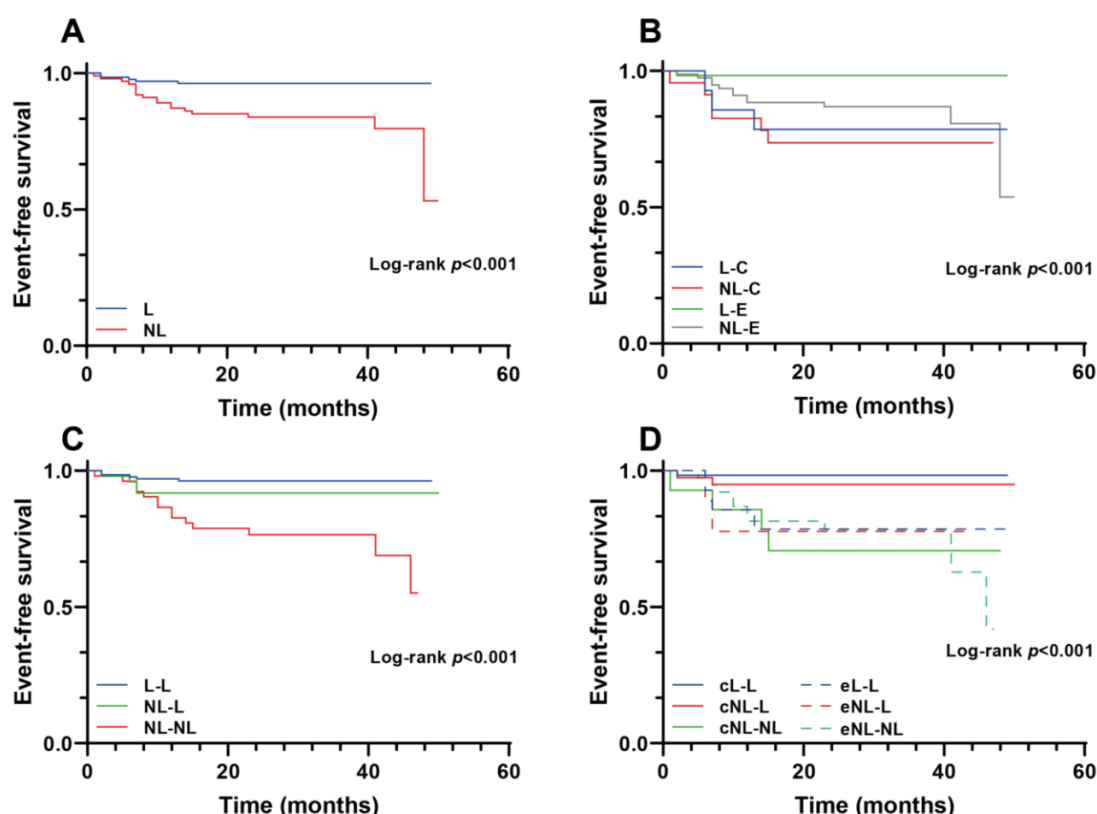 A
Event-free survival
1.0
0.5
0.0
Log-rank p<0.001
L
NL
0 20 40 60
Time (months)
B
Event-free survival
1.0
0.5
0.0
Log-rank p<0.001
L-C
NL-C
L-E
NL-E
0 20 40 60
Time (months)
C
Event-free survival
1.0
0.5
0.0
Log-rank p<0.001
L-L
NL-L
NL-NL
0 20 40 60
Time (months)
D
Event-free survival
1.0
0.5
0.0
Log-rank p<0.001
cL-L eL-L
cNL-L eNL-L
cNL-NL eNL-NL
0 20 40 60
Time (months)